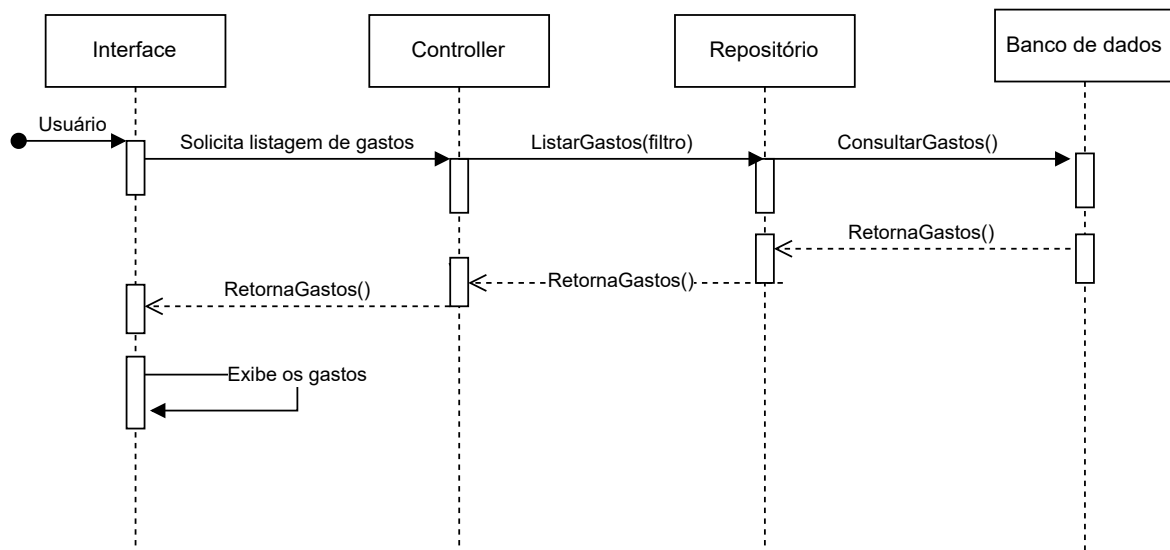 Interface
Controller
Repositório
Banco de dados
Usuário
Solicita listagem de gastos
ListarGastos(filtro)
ConsultarGastos()
RetornaGastos()
RetornaGastos()
RetornaGastos()
Exibe os gastos